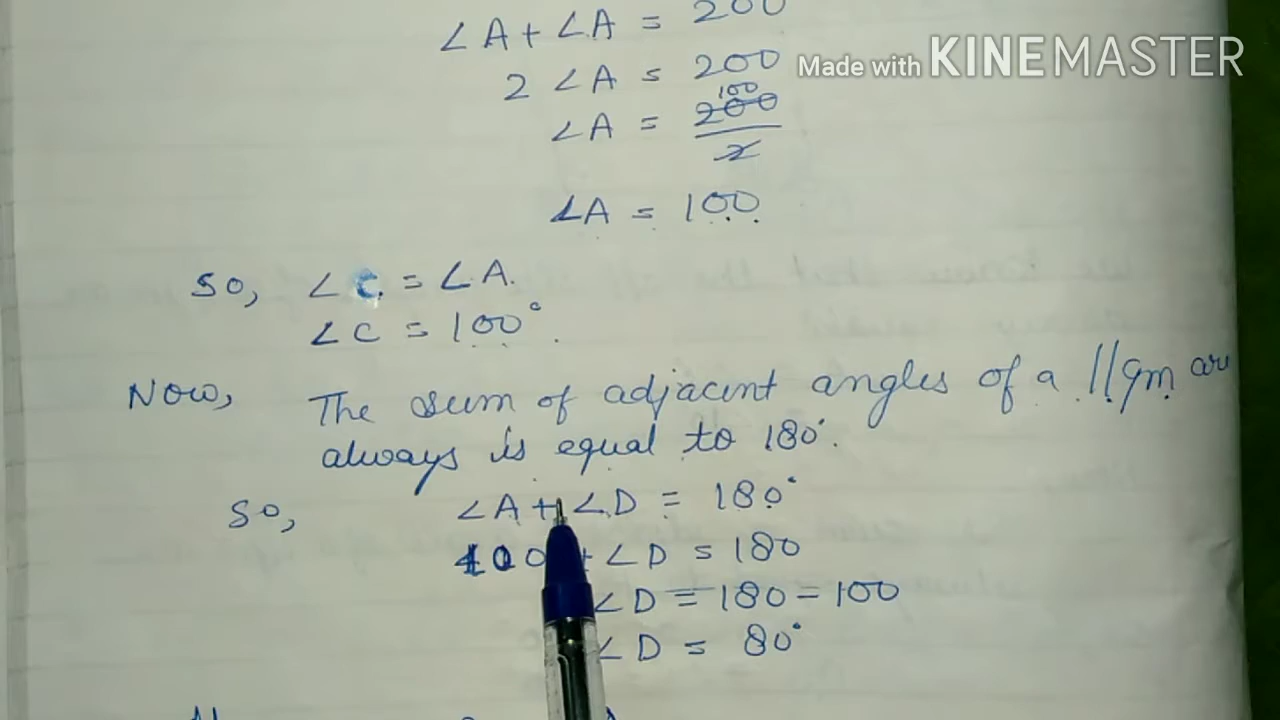 ∠A + ∠A = 200
Made with KINEMASTER
2 ∠A = 200
100
∠A = 200/2
∠A = 100
So, ∠C = ∠A.
∠C = 100°.
Now, The sum of adjacent angles of a ||gm are
always is equal to 180°.
So, ∠A + ∠D = 180°
100 + ∠D = 180
∠D = 180 - 100
∠D = 80°